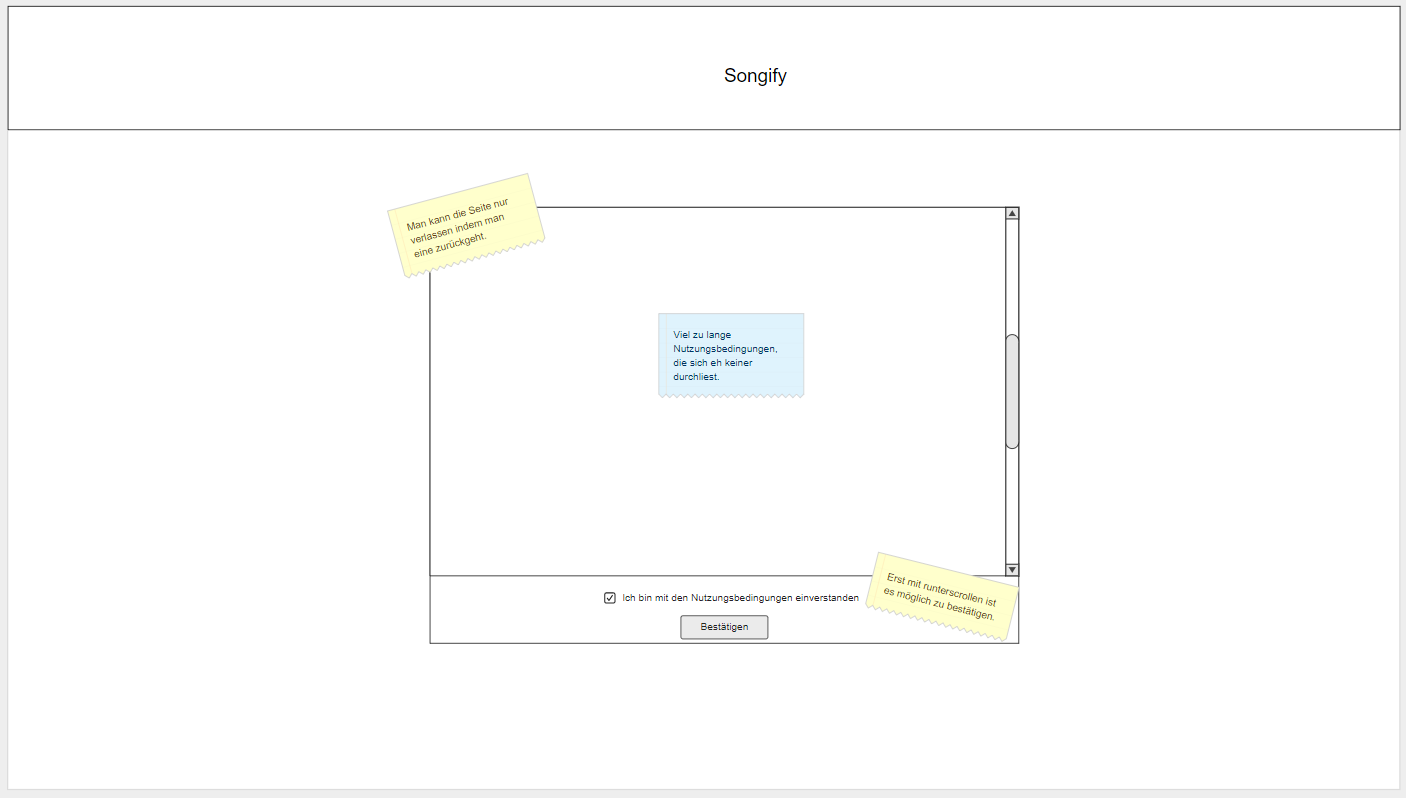 Songify
Man kann die Seite nur
verlassen indem man
eine zurückgeht.
Viel zu lange
Nutzungsbedingungen,
die sich eh keiner
durchliest.
Erst mit runterscrollen ist
es möglich zu bestätigen.
Ich bin mit den Nutzungsbedingungen einverstanden
Bestätigen